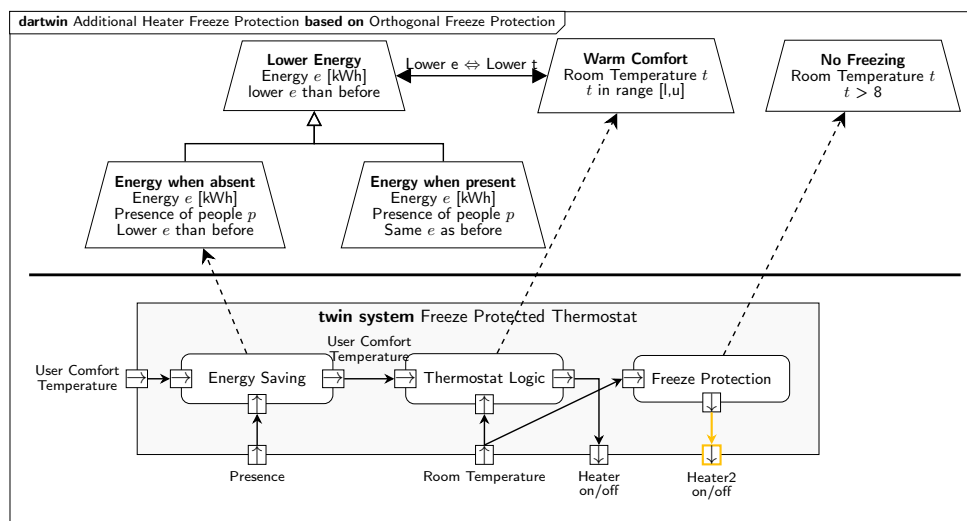 dartwin Additional Heater Freeze Protection based on Orthogonal Freeze Protection
Lower Energy
Energy e [kWh]
lower e than before
Lower e ⇔ Lower t
Warm Comfort
Room Temperature t
t in range [l,u]
No Freezing
Room Temperature t
t > 8
Energy when absent
Energy e [kWh]
Presence of people p
Lower e than before
Energy when present
Energy e [kWh]
Presence of people p
Same e as before
twin system Freeze Protected Thermostat
User Comfort
Temperature
Energy Saving
User Comfort
Temperature
Thermostat Logic
Freeze Protection
Presence
Room Temperature
Heater
on/off
Heater2
on/off